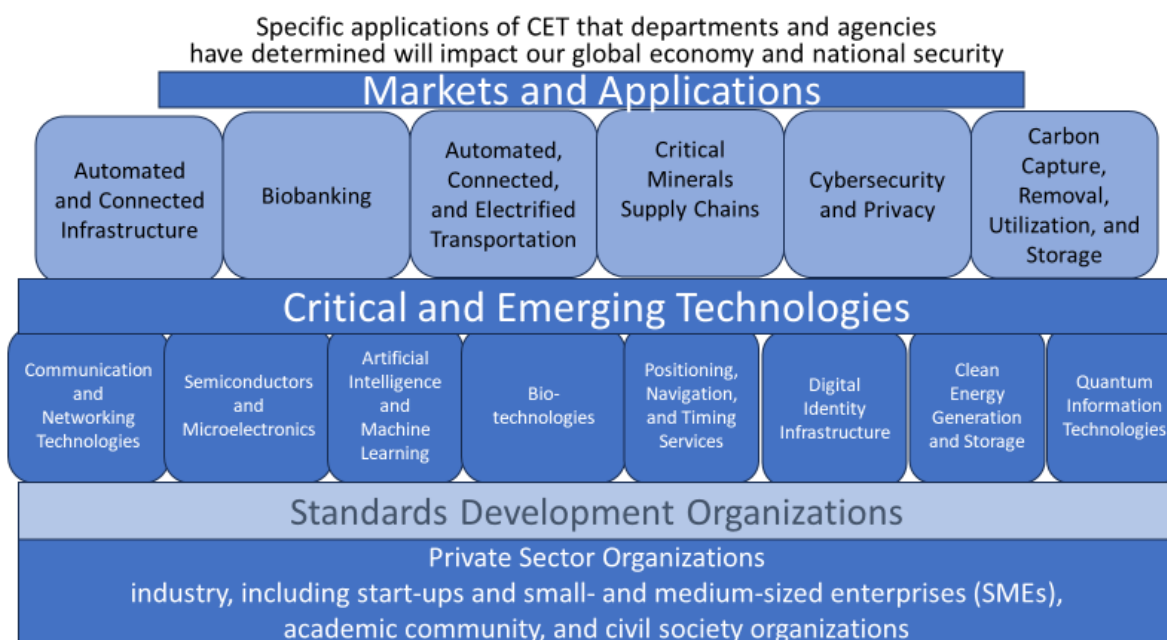 Specific applications of CET that departments and agencies
have determined will impact our global economy and national security
Markets and Applications
Automated
and Connected
Infrastructure
Biobanking
Automated,
Connected,
and Electrified
Transportation
Critical
Minerals
Supply Chains
Cybersecurity
and Privacy
Carbon
Capture,
Removal,
Utilization, and
Storage
Critical and Emerging Technologies
Communication
and
Networking
Technologies
Semiconductors
and
Microelectronics
Artificial
Intelligence
and
Machine
Learning
Bio-
technologies
Positioning,
Navigation,
and Timing
Services
Digital
Identity
Infrastructure
Clean
Energy
Generation
and Storage
Quantum
Information
Technologies
Standards Development Organizations
Private Sector Organizations
industry, including start-ups and small- and medium-sized enterprises (SMEs),
academic community, and civil society organizations